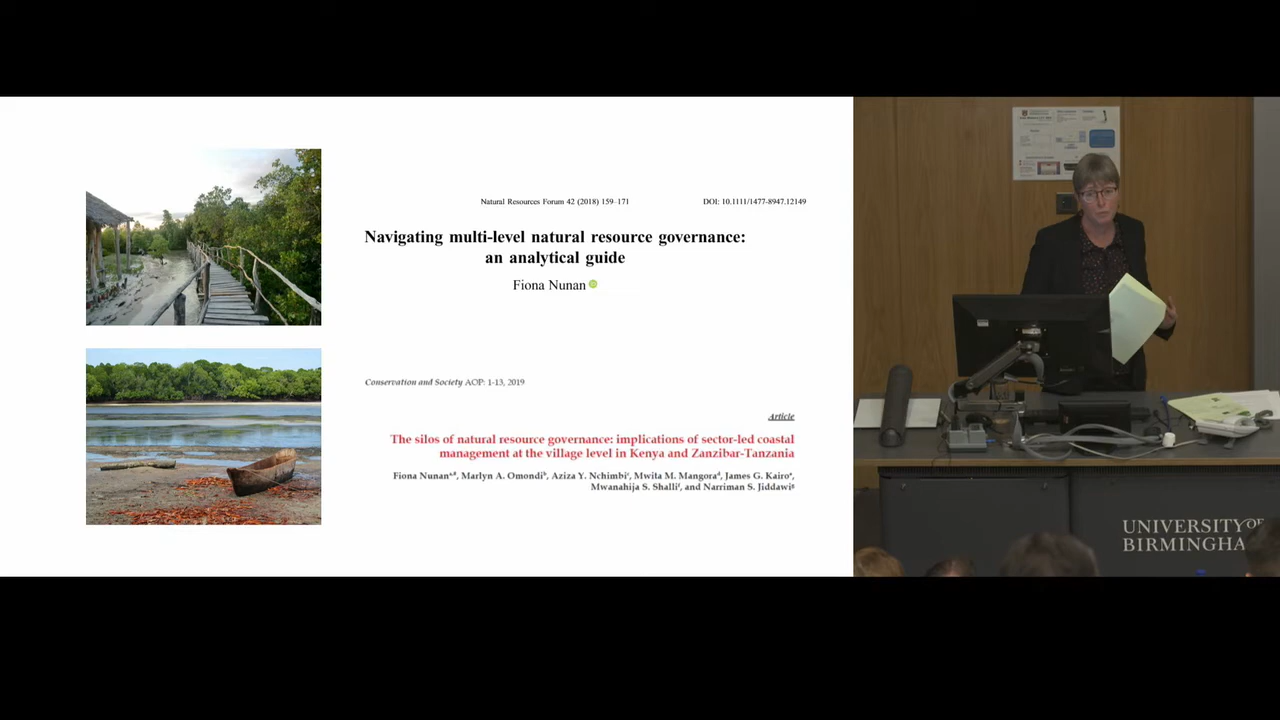 Natural Resources Forum 42 (2018) 159–171 DOI: 10.1111/1477-8947.12149
Navigating multi-level natural resource governance:
an analytical guide
Fiona Nunan
Conservation and Society AOP: 1-13, 2019
Article
The silos of natural resource governance: implications of sector-led coastal
management at the village level in Kenya and Zanzibar-Tanzania
Fiona Nunan, Marlyn A. Omondi, Aziza Y. Nchimbi, Mwita M. Mangora, James G. Kairo,
Mwanahija S. Shalli, and Narriman S. Jiddawi
UNIVERSITY OF
BIRMINGHA